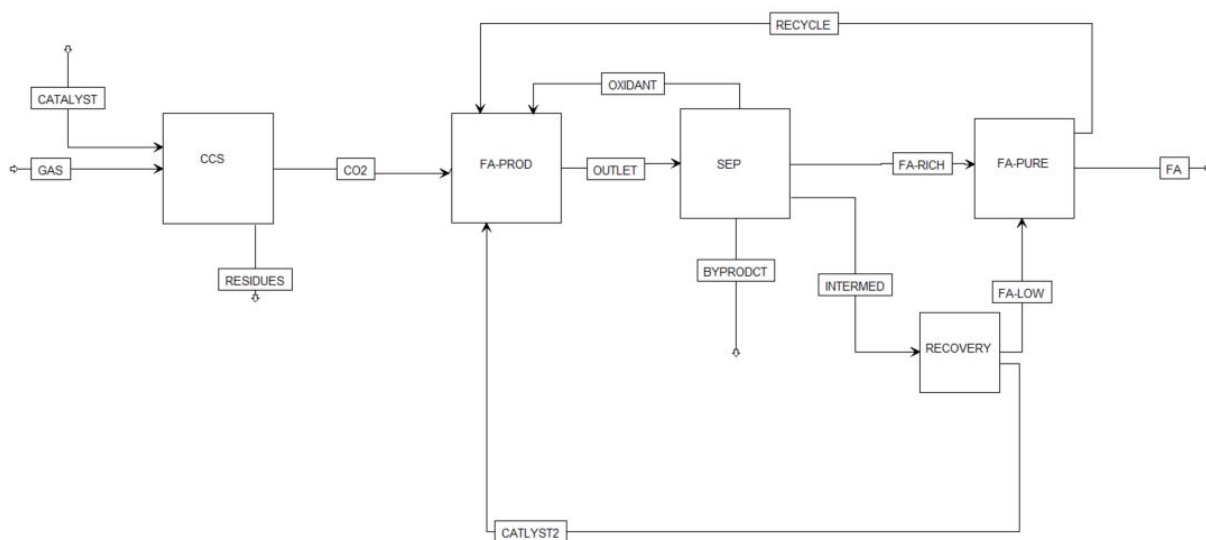 RECYCLE
OXIDANT
CATALYST
CCS
FA-PROD
SEP
FA-PURE
GAS
CO2
OUTLET
FA-RICH
FA
RESIDUES
BYPRODCT
INTERMED
FA-LOW
RECOVERY
CATLYST2